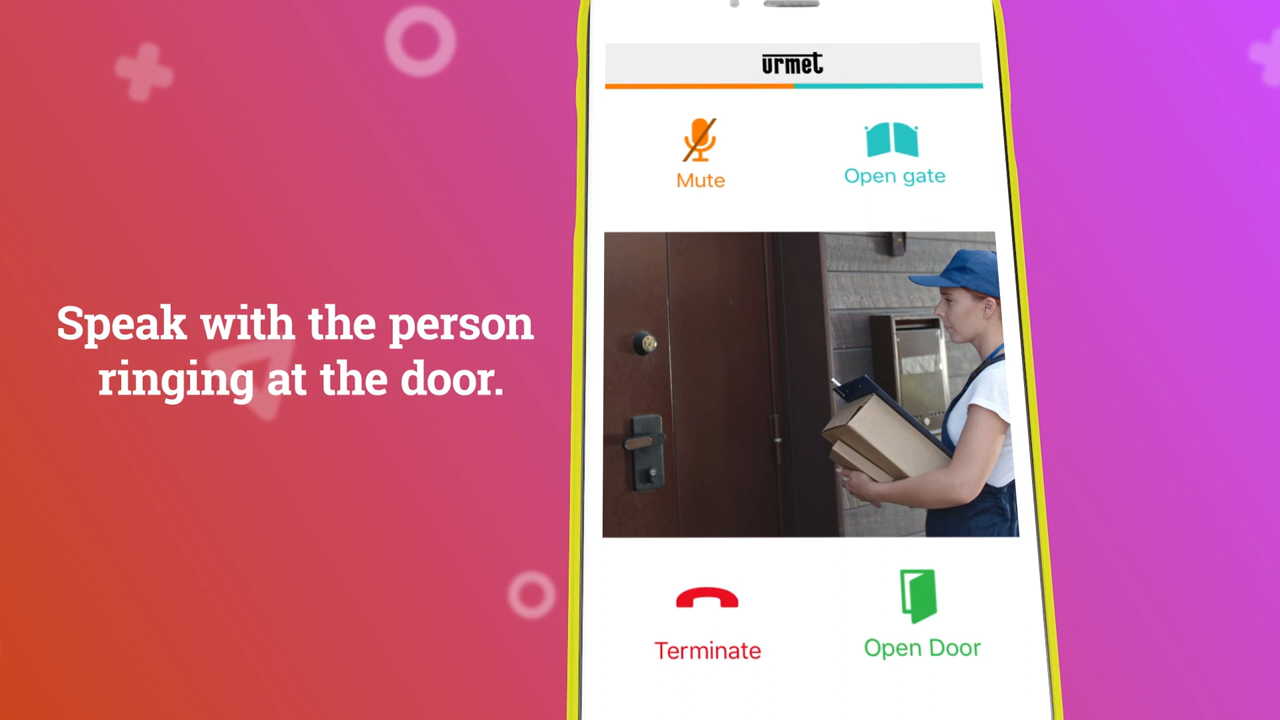 Speak with the person
ringing at the door.
urmet
Mute
Open gate
Terminate
Open Door